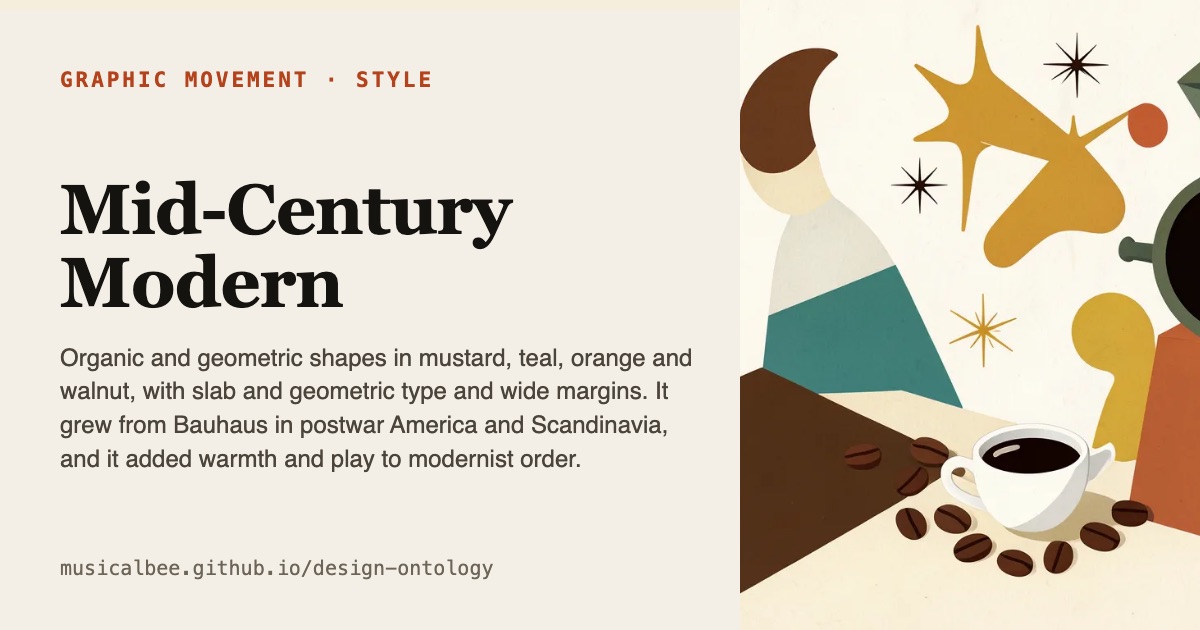 GRAPHIC MOVEMENT · STYLE
Mid-Century
Modern
Organic and geometric shapes in mustard, teal, orange and
walnut, with slab and geometric type and wide margins. It
grew from Bauhaus in postwar America and Scandinavia,
and it added warmth and play to modernist order.
musicalbee.github.io/design-ontology